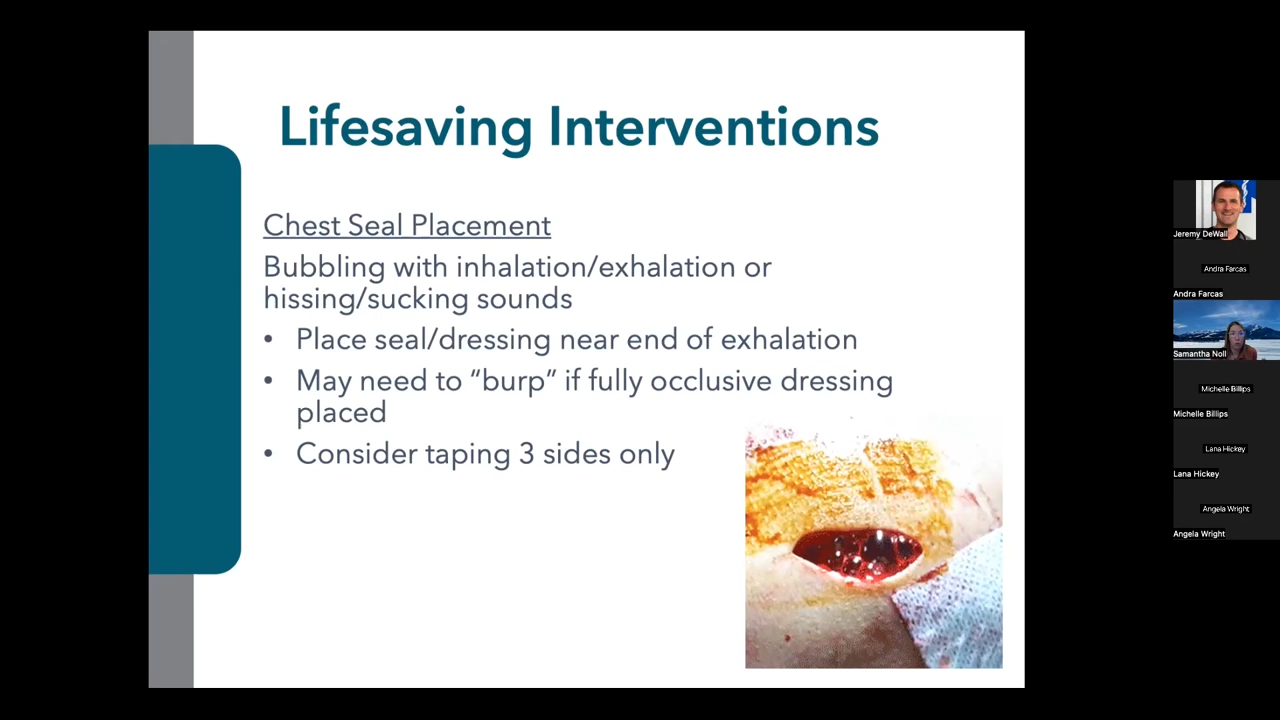 Lifesaving Interventions
Chest Seal Placement
Bubbling with inhalation/exhalation or
hissing/sucking sounds
• Place seal/dressing near end of exhalation
• May need to “burp” if fully occlusive dressing
placed
• Consider taping 3 sides only
Jeremy DeWall
Andra Farcas
Andra Farcas
Samantha Noll
Michelle Billips
Michelle Billips
Lana Hickey
Lana Hickey
Angela Wright
Angela Wright